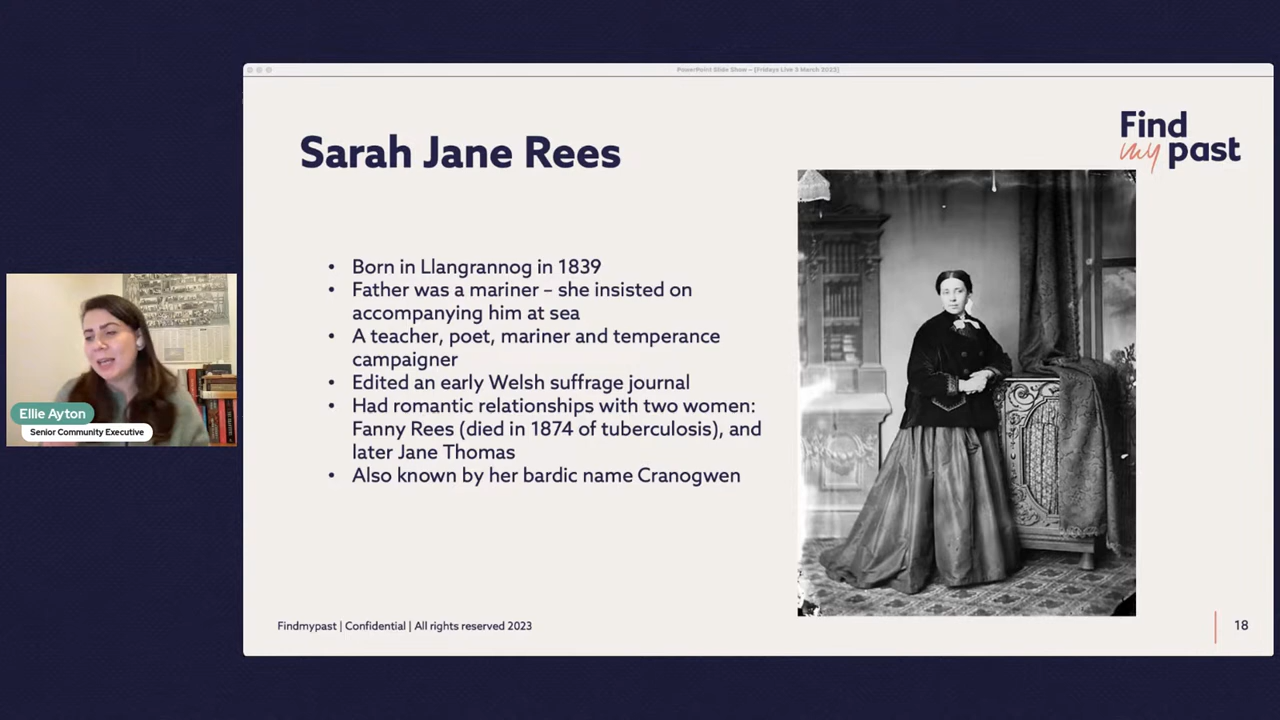 PowerPoint Slide Show – [Fridays Live 3 March 2023]
Find
my past
Sarah Jane Rees
• Born in Llangrannog in 1839
• Father was a mariner – she insisted on
accompanying him at sea
• A teacher, poet, mariner and temperance
campaigner
• Edited an early Welsh suffrage journal
• Had romantic relationships with two women:
Fanny Rees (died in 1874 of tuberculosis), and
later Jane Thomas
• Also known by her bardic name Cranogwen
Ellie Ayton
Senior Community Executive
Findmypast | Confidential | All rights reserved 2023
18